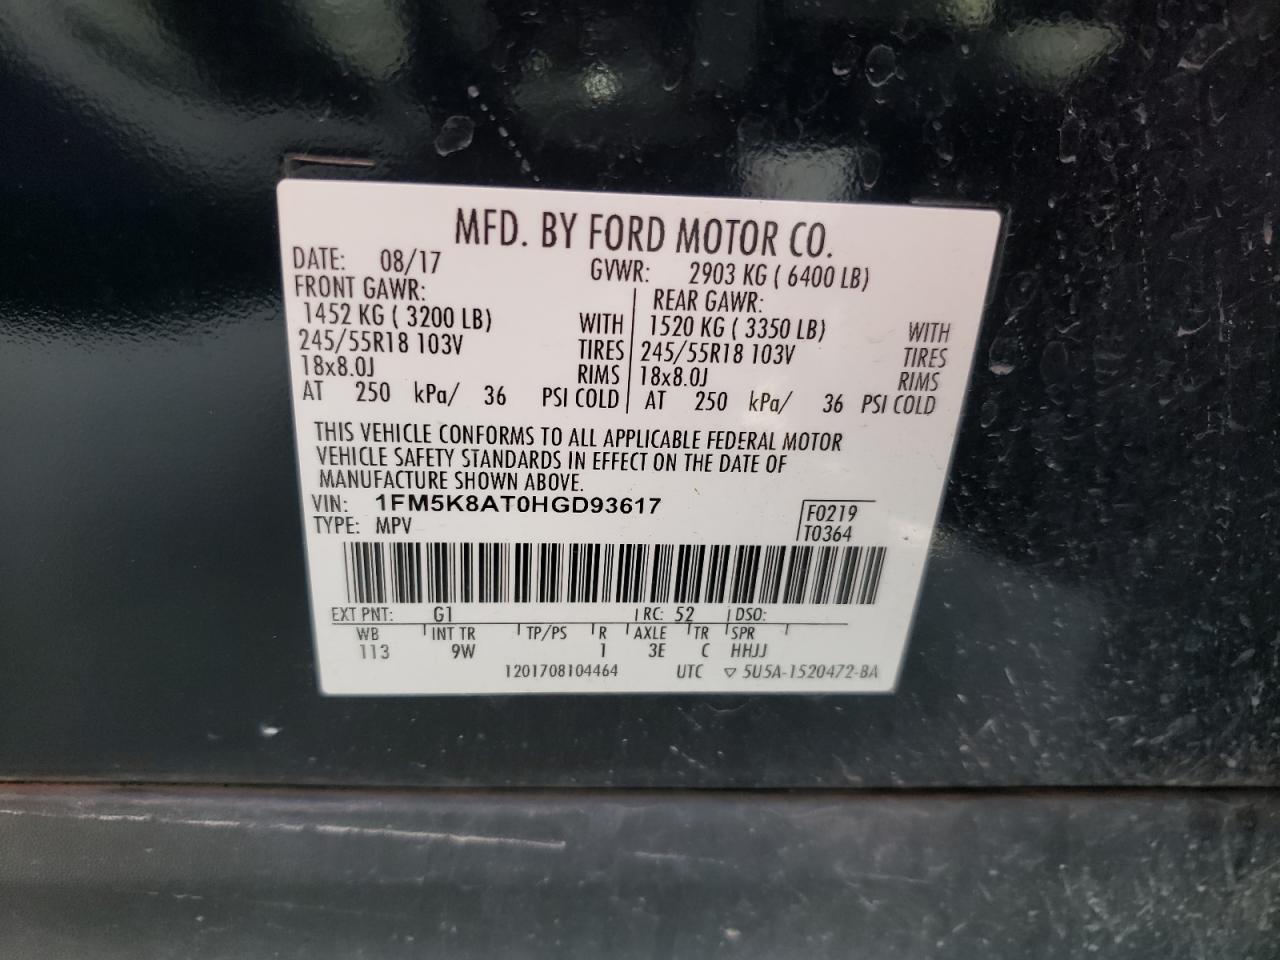 MFD. BY FORD MOTOR CO.
DATE: 08/17 GVWR: 2903 KG ( 6400 LB)
FRONT GAWR: REAR GAWR:
1452 KG ( 3200 LB) WITH 1520 KG ( 3350 LB) WITH
245/55R18 103V TIRES 245/55R18 103V TIRES
18x8.0J RIMS 18x8.0J RIMS
AT 250 kPa/ 36 PSI COLD AT 250 kPa/ 36 PSI COLD
THIS VEHICLE CONFORMS TO ALL APPLICABLE FEDERAL MOTOR
VEHICLE SAFETY STANDARDS IN EFFECT ON THE DATE OF
MANUFACTURE SHOWN ABOVE.
VIN: 1FM5K8AT0HGD93617 F0219
TYPE: MPV T0364
EXT PNT: G1 RC: 52 DSO:
WB INT TR TP/PS R AXLE TR SPR
113 9W 1 3E C HHJJ
1201708104464 UTC ▽ 5U5A-1520472-BA